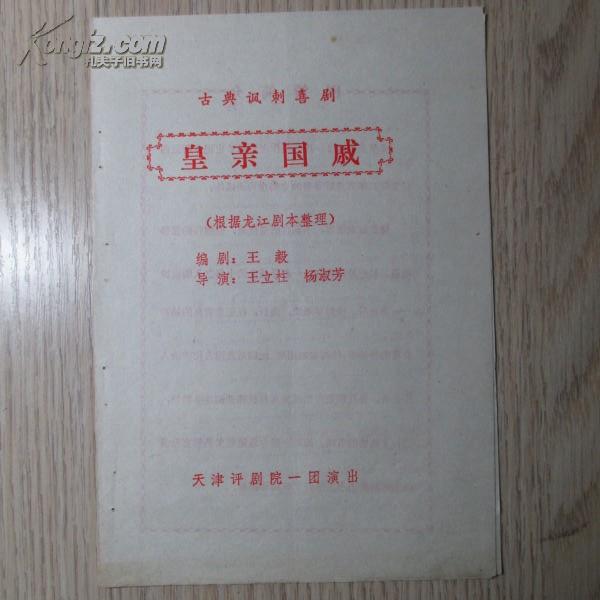 Kongfz.com
孔夫子旧书网
古典讽刺喜剧
皇亲国戚
(根据龙江剧本整理)
编剧：王毅
导演：王立柱 杨淑芳
天津评剧院一团演出